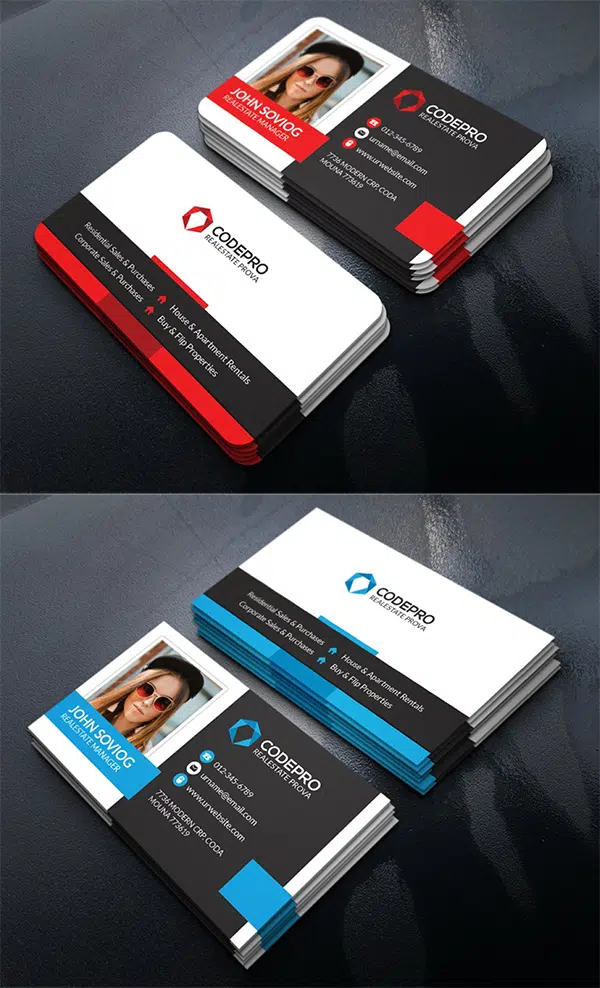 JOHN SOVIOG
REALESTATE MANAGER
CODEPRO
REALESTATE PROVA
012-345-6789
urname@email.com
www.urwebsite.com
7736 MODERN CRP CODA
MOUNA 773619
CODEPRO
REALESTATE PROVA
Residential Sales & Purchases
Corporate Sales & Purchases
House & Apartment Rentals
Buy & Flip Properties
CODEPRO
REALESTATE PROVA
Residential Sales & Purchases
Corporate Sales & Purchases
House & Apartment Rentals
Buy & Flip Properties
JOHN SOVIOG
REALESTATE MANAGER
CODEPRO
REALESTATE PROVA
012-345-6789
urname@email.com
www.urwebsite.com
7736 MODERN CRP CODA
MOUNA 773619